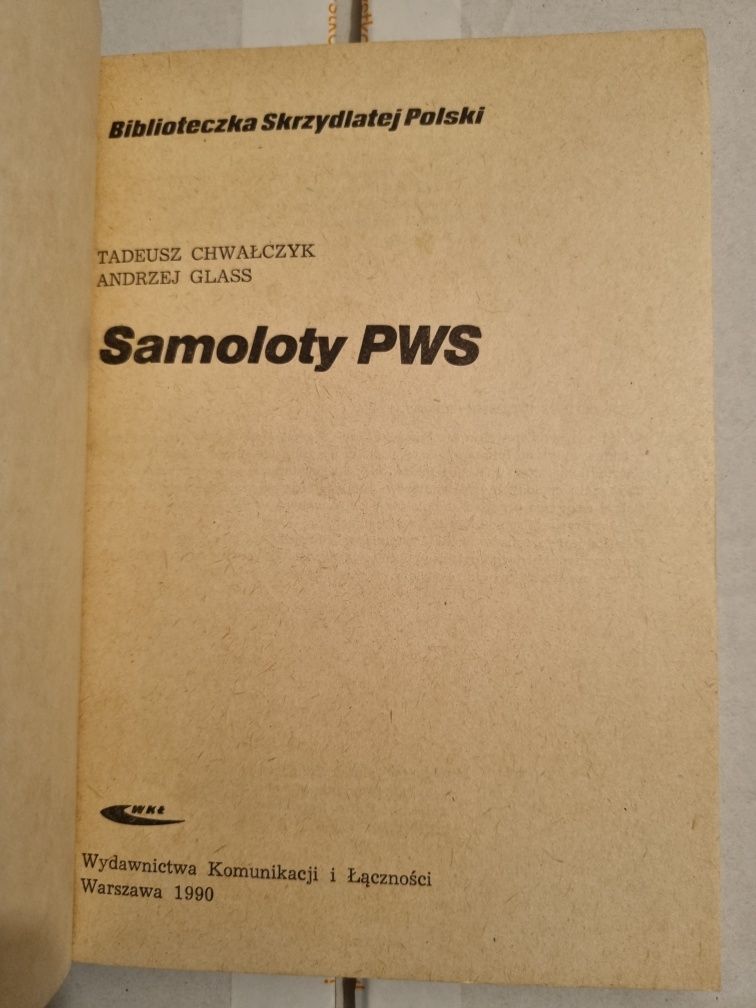 Biblioteczka Skrzydlatej Polski
TADEUSZ CHWAŁCZYK
ANDRZEJ GLASS
Samoloty PWS
WKŁ
Wydawnictwa Komunikacji i Łączności
Warszawa 1990